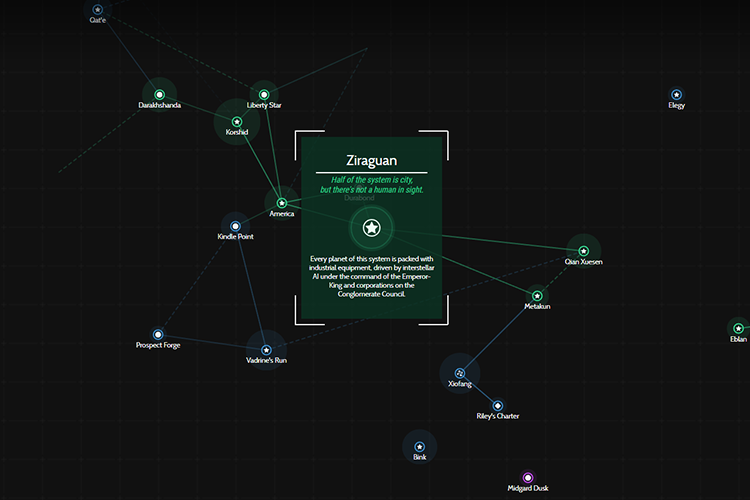 Qat'e
Darakhshanda
Liberty Star
Elegy
Korshid
Ziraguan
Half of the system is city,
but there's not a human in sight.
Duobond
America
Kindle Point
Every planet of this system is packed with
industrial equipment, driven by interstellar
AI under the command of the Emperor-
King and corporations on the
Conglomerate Council.
Qian Xuesen
Metakun
Eblan
Prospect Forge
Vadrine's Run
Xiofang
Riley's Charter
Bink
Midgard Dusk